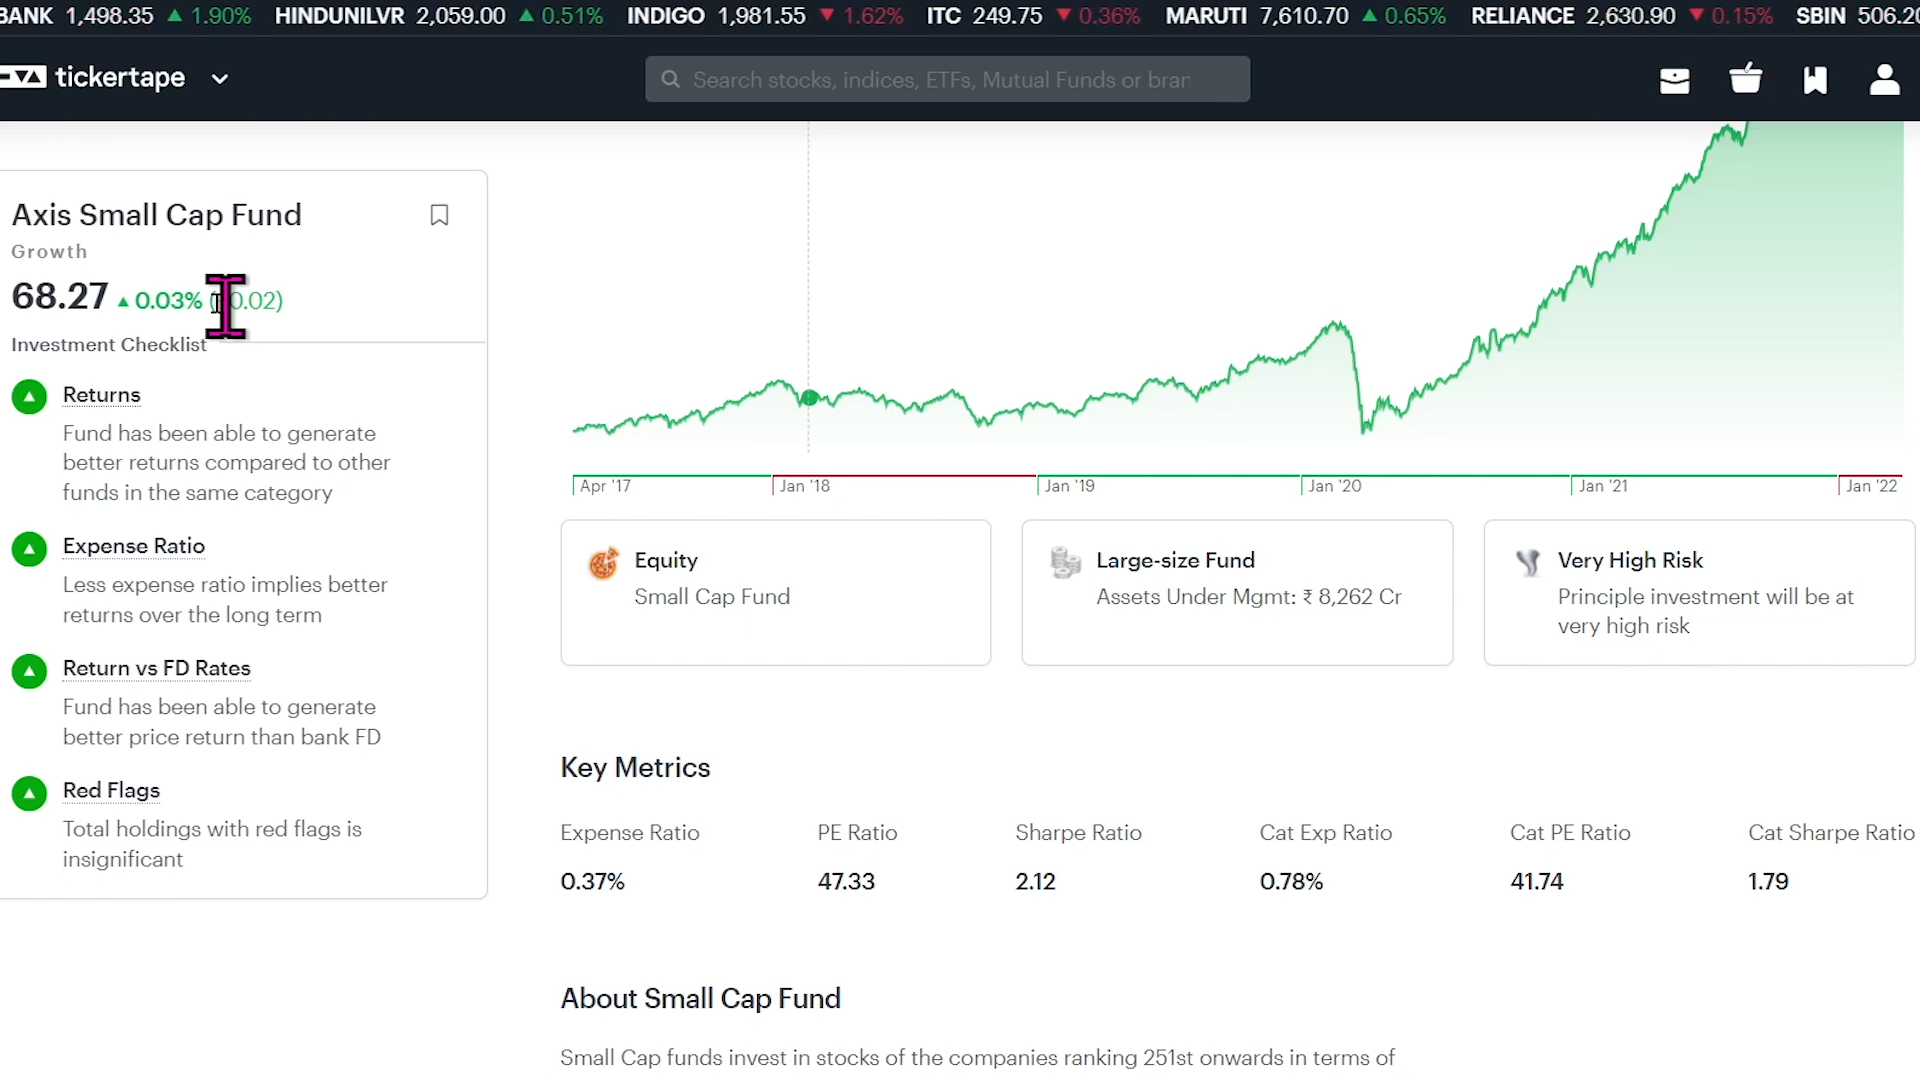 BANK 1,498.35 ▲ 1.90% HINDUNILVR 2,059.00 ▲ 0.51% INDIGO 1,981.55 ▼ 1.62% ITC 249.75 ▼ 0.36% MARUTI 7,610.70 ▲ 0.65% RELIANCE 2,630.90 ▼ 0.15% SBIN 506.20
tickertape
Search stocks, indices, ETFs, Mutual Funds or bran
Axis Small Cap Fund
Growth
68.27 ▲ 0.03% 0.02)
Investment Checklist
Returns
Fund has been able to generate
better returns compared to other
funds in the same category
Expense Ratio
Less expense ratio implies better
returns over the long term
Return vs FD Rates
Fund has been able to generate
better price return than bank FD
Red Flags
Total holdings with red flags is
insignificant
Apr '17 Jan '18 Jan '19 Jan '20 Jan '21 Jan '22
Equity
Small Cap Fund
Large-size Fund
Assets Under Mgmt: ₹ 8,262 Cr
Very High Risk
Principle investment will be at
very high risk
Key Metrics
Expense Ratio PE Ratio Sharpe Ratio Cat Exp Ratio Cat PE Ratio Cat Sharpe Ratio
0.37% 47.33 2.12 0.78% 41.74 1.79
About Small Cap Fund
Small Cap funds invest in stocks of the companies ranking 251st onwards in terms of